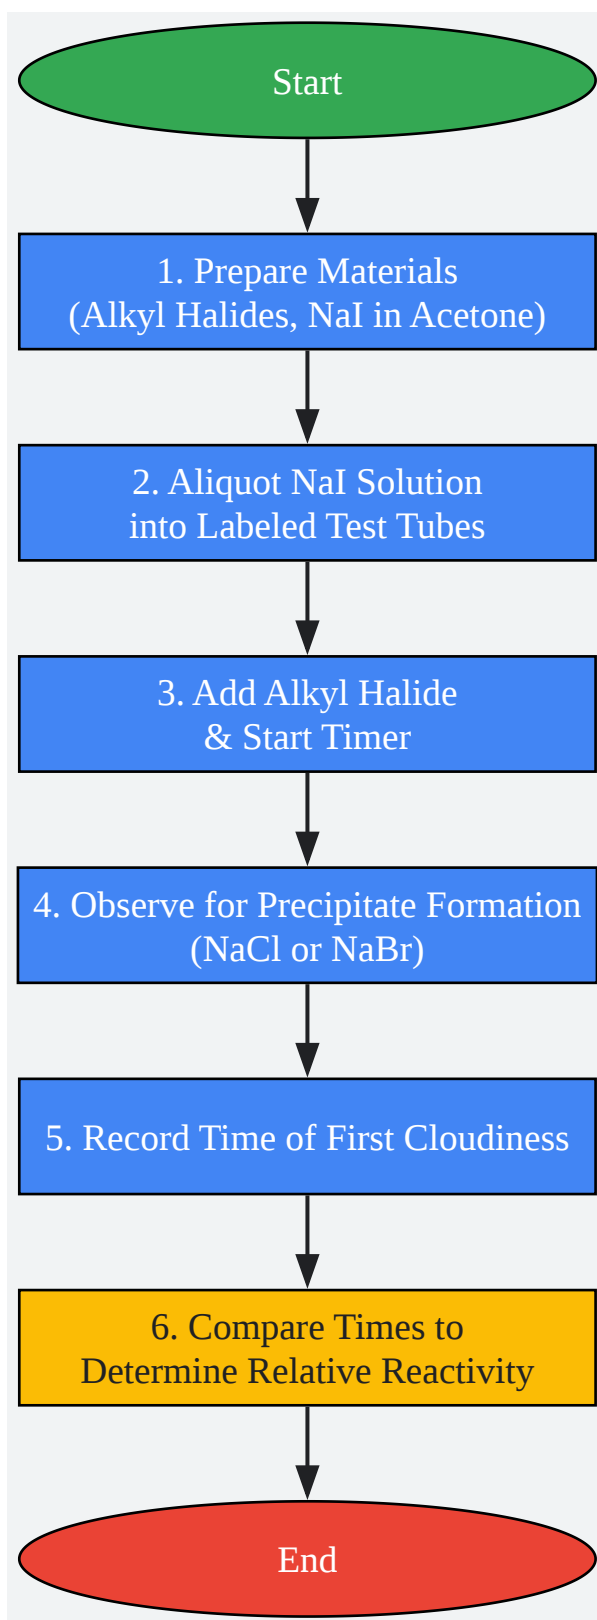 Start
1. Prepare Materials
(Alkyl Halides, NaI in Acetone)
2. Aliquot NaI Solution
into Labeled Test Tubes
3. Add Alkyl Halide
& Start Timer
4. Observe for Precipitate Formation
(NaCl or NaBr)
5. Record Time of First Cloudiness
6. Compare Times to
Determine Relative Reactivity
End